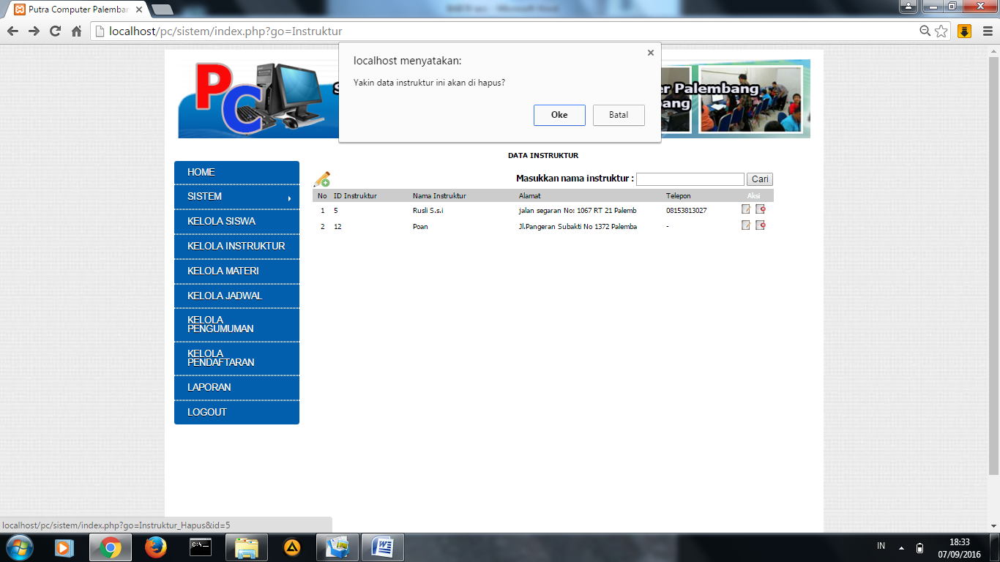 Putra Computer Palemban
localhost/pc/sistem/index.php?go=Instruktur
localhost menyatakan:
Yakin data instruktur ini akan di hapus?
Oke Batal
PC
Palembang
DATA INSTRUKTUR
HOME
SISTEM
KELOLA SISWA
KELOLA INSTRUKTUR
KELOLA MATERI
KELOLA JADWAL
KELOLA
PENGUMUMAN
KELOLA
PENDAFTARAN
LAPORAN
LOGOUT
Masukkan nama instruktur : Cari
No ID Instruktur Nama Instruktur Alamat Telepon Aksi
1 5 Rusli S.s.i jalan segaran No: 1067 RT 21 Palemb 08153813027
2 12 Poan Jl.Pangeran Subakti No 1372 Palemba -
localhost/pc/sistem/index.php?go=Instruktur_Hapus&id=5
IN 18:33
07/09/2016